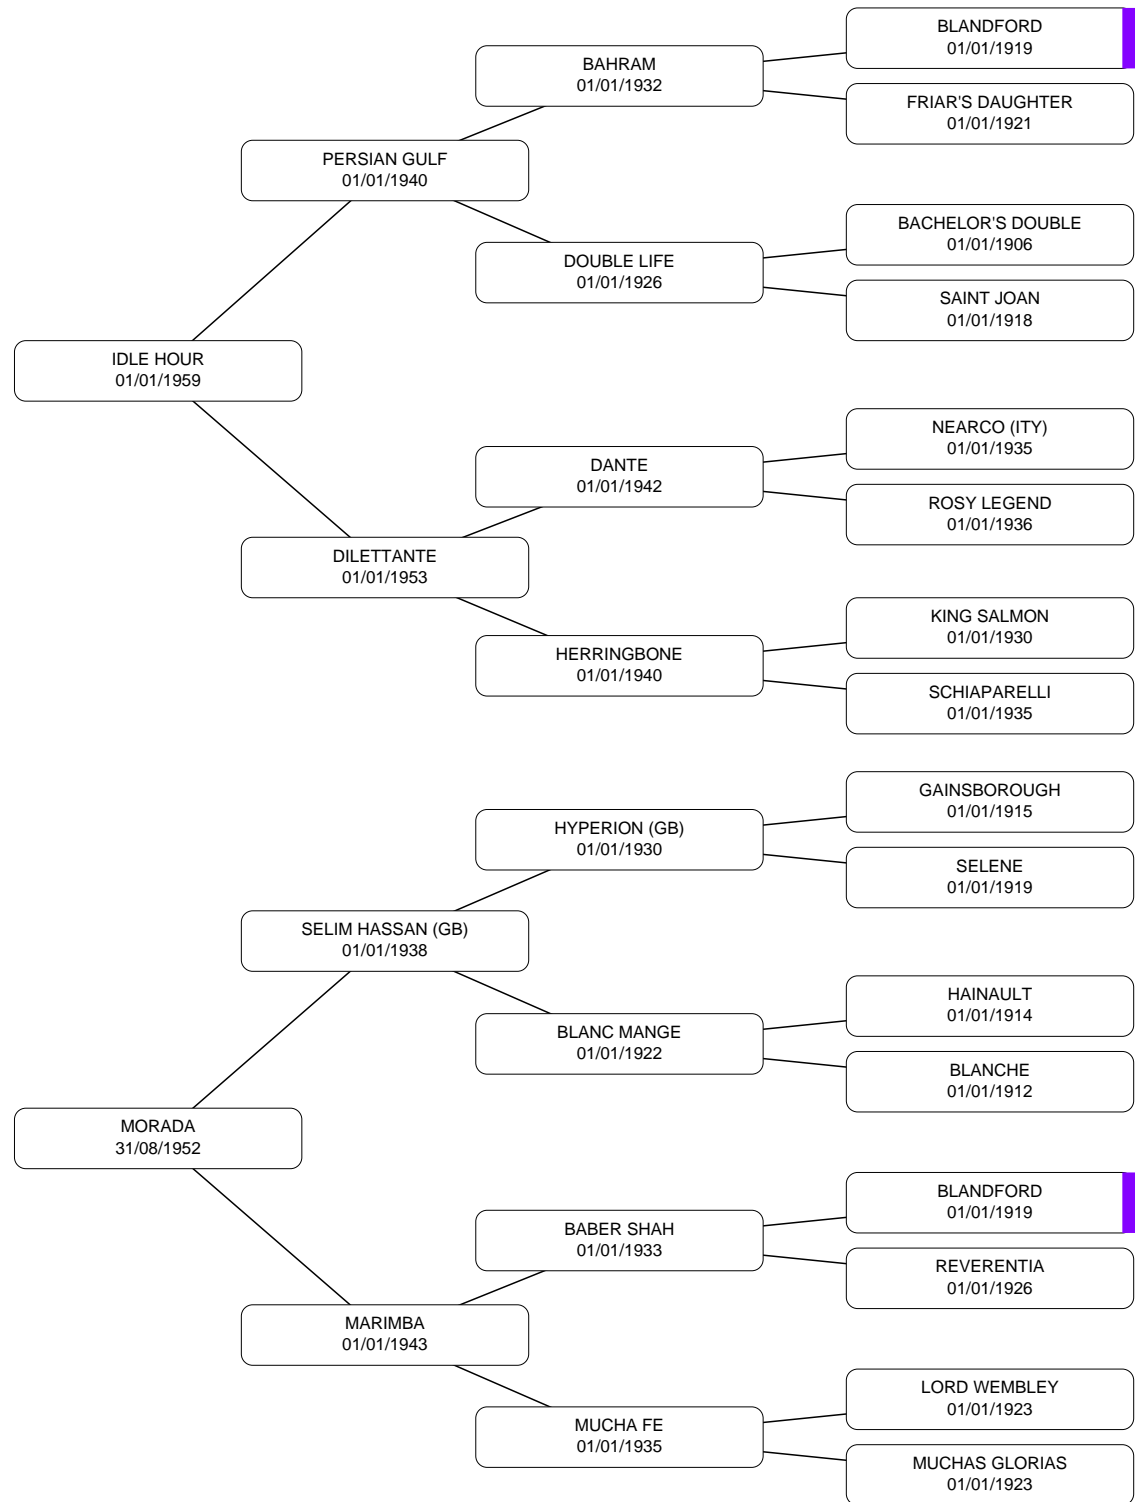 BLANDFORD
01/01/1919
BAHRAM
01/01/1932
FRIAR'S DAUGHTER
01/01/1921
PERSIAN GULF
01/01/1940
BACHELOR'S DOUBLE
01/01/1906
DOUBLE LIFE
01/01/1926
SAINT JOAN
01/01/1918
IDLE HOUR
01/01/1959
NEARCO (ITY)
01/01/1935
DANTE
01/01/1942
ROSY LEGEND
01/01/1936
DILETTANTE
01/01/1953
KING SALMON
01/01/1930
HERRINGBONE
01/01/1940
SCHIAPARELLI
01/01/1935
GAINSBOROUGH
01/01/1915
HYPERION (GB)
01/01/1930
SELENE
01/01/1919
SELIM HASSAN (GB)
01/01/1938
HAINAULT
01/01/1914
BLANC MANGE
01/01/1922
BLANCHE
01/01/1912
MORADA
31/08/1952
BLANDFORD
01/01/1919
BABER SHAH
01/01/1933
REVERENTIA
01/01/1926
MARIMBA
01/01/1943
LORD WEMBLEY
01/01/1923
MUCHA FE
01/01/1935
MUCHAS GLORIAS
01/01/1923